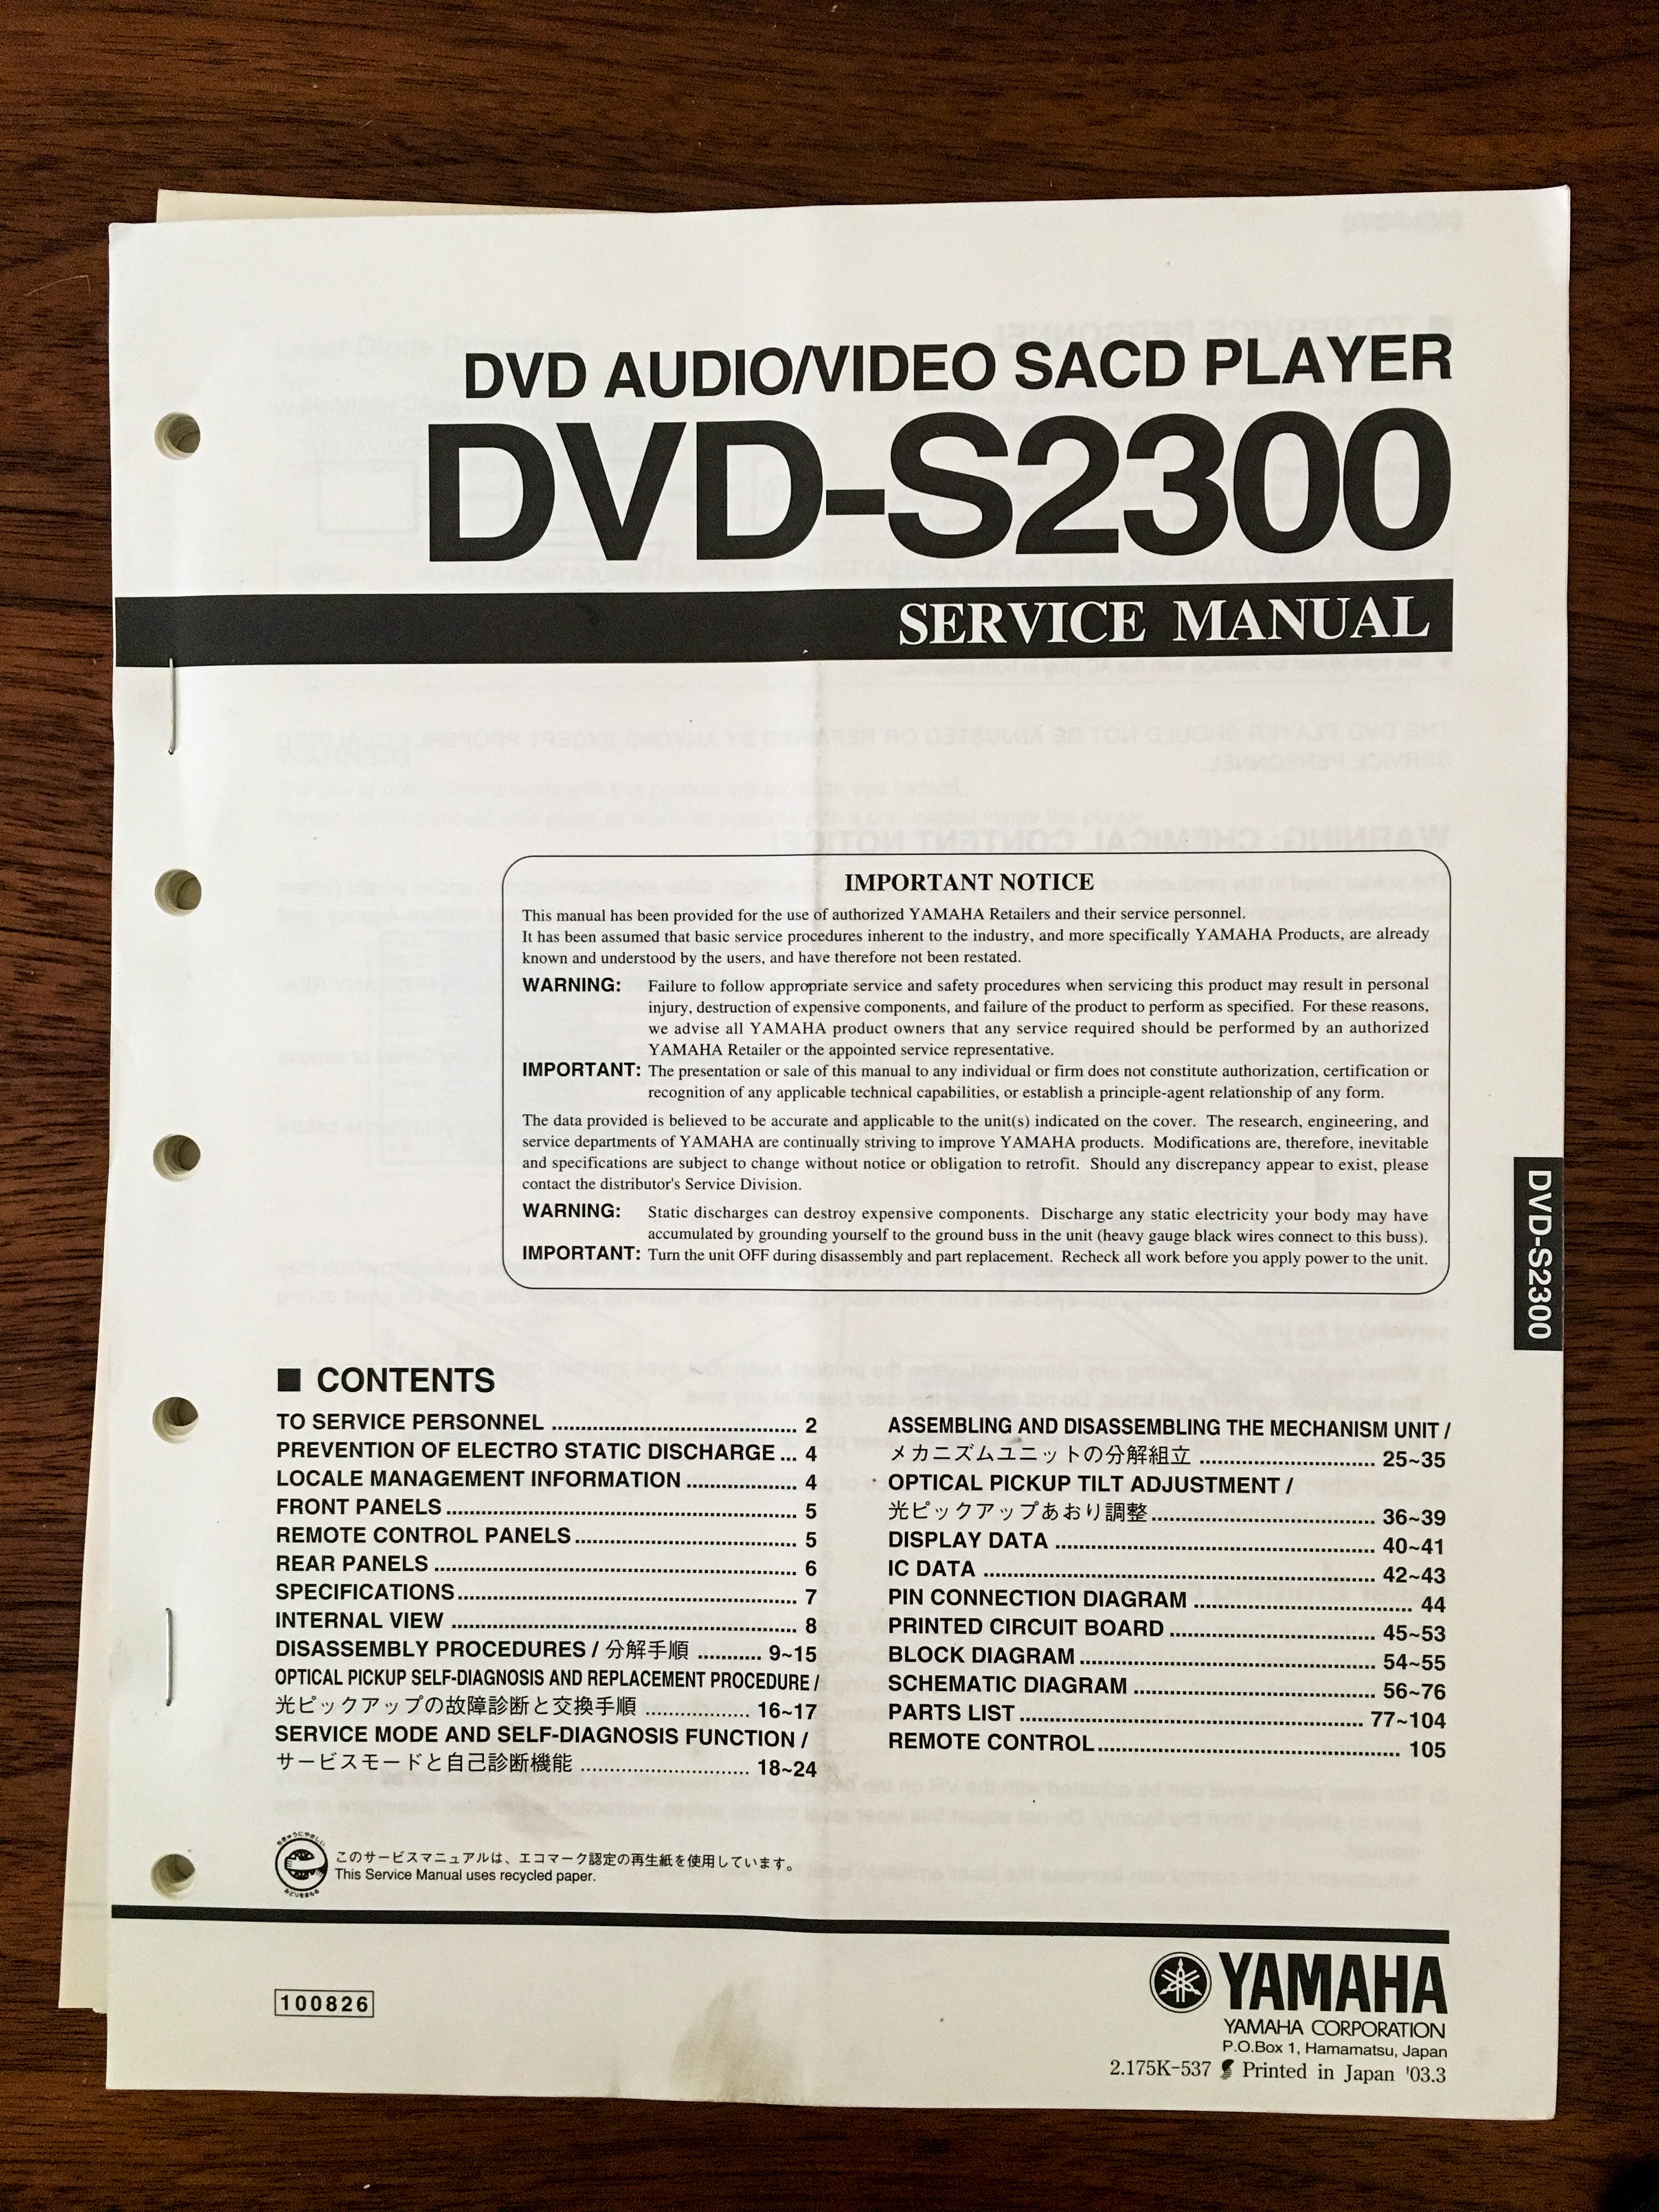 DVD AUDIO/VIDEO SACD PLAYER
DVD-S2300
SERVICE MANUAL
IMPORTANT NOTICE
This manual has been provided for the use of authorized YAMAHA Retailers and their service personnel.
It has been assumed that basic service procedures inherent to the industry, and more specifically YAMAHA Products, are already
known and understood by the users, and have therefore not been restated.
WARNING: Failure to follow appropriate service and safety procedures when servicing this product may result in personal
injury, destruction of expensive components, and failure of the product to perform as specified. For these reasons,
we advise all YAMAHA product owners that any service required should be performed by an authorized
YAMAHA Retailer or the appointed service representative.
IMPORTANT: The presentation or sale of this manual to any individual or firm does not constitute authorization, certification or
recognition of any applicable technical capabilities, or establish a principle-agent relationship of any form.
The data provided is believed to be accurate and applicable to the unit(s) indicated on the cover. The research, engineering, and
service departments of YAMAHA are continually striving to improve YAMAHA products. Modifications are, therefore, inevitable
and specifications are subject to change without notice or obligation to retrofit. Should any discrepancy appear to exist, please
contact the distributor's Service Division.
WARNING: Static discharges can destroy expensive components. Discharge any static electricity your body may have
accumulated by grounding yourself to the ground buss in the unit (heavy gauge black wires connect to this buss).
IMPORTANT: Turn the unit OFF during disassembly and part replacement. Recheck all work before you apply power to the unit.
DVD-S2300
■ CONTENTS
TO SERVICE PERSONNEL ........ 2
PREVENTION OF ELECTRO STATIC DISCHARGE ... 4
LOCALE MANAGEMENT INFORMATION ........ 4
FRONT PANELS ........ 5
REMOTE CONTROL PANELS ........ 5
REAR PANELS ........ 6
SPECIFICATIONS ........ 7
INTERNAL VIEW ........ 8
DISASSEMBLY PROCEDURES / 分解手順 ........ 9~15
OPTICAL PICKUP SELF-DIAGNOSIS AND REPLACEMENT PROCEDURE /
光ピックアップの故障診断と交換手順 ........ 16~17
SERVICE MODE AND SELF-DIAGNOSIS FUNCTION /
サービスモードと自己診断機能 ........ 18~24
ASSEMBLING AND DISASSEMBLING THE MECHANISM UNIT /
メカニズムユニットの分解組立 ........ 25~35
OPTICAL PICKUP TILT ADJUSTMENT /
光ピックアップあおり調整 ........ 36~39
DISPLAY DATA ........ 40~41
IC DATA ........ 42~43
PIN CONNECTION DIAGRAM ........ 44
PRINTED CIRCUIT BOARD ........ 45~53
BLOCK DIAGRAM ........ 54~55
SCHEMATIC DIAGRAM ........ 56~76
PARTS LIST ........ 77~104
REMOTE CONTROL ........ 105
ちきゅうにやさしい
みどりをまもる
このサービスマニュアルは、エコマーク認定の再生紙を使用しています。
This Service Manual uses recycled paper.
100826
YAMAHA
YAMAHA CORPORATION
P.O.Box 1, Hamamatsu, Japan
2.175K-537 Printed in Japan '03.3